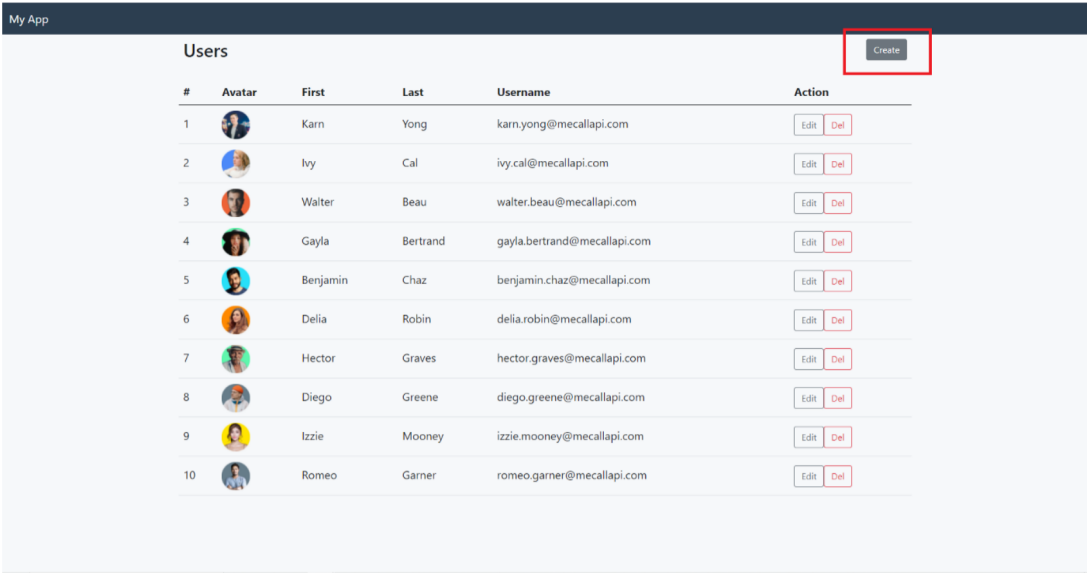 My App
Users Create
# Avatar First Last Username Action
1 Karn Yong karn.yong@mecallapi.com Edit Del
2 Ivy Cal ivy.cal@mecallapi.com Edit Del
3 Walter Beau walter.beau@mecallapi.com Edit Del
4 Gayla Bertrand gayla.bertrand@mecallapi.com Edit Del
5 Benjamin Chaz benjamin.chaz@mecallapi.com Edit Del
6 Delia Robin delia.robin@mecallapi.com Edit Del
7 Hector Graves hector.graves@mecallapi.com Edit Del
8 Diego Greene diego.greene@mecallapi.com Edit Del
9 Izzie Mooney izzie.mooney@mecallapi.com Edit Del
10 Romeo Garner romeo.garner@mecallapi.com Edit Del